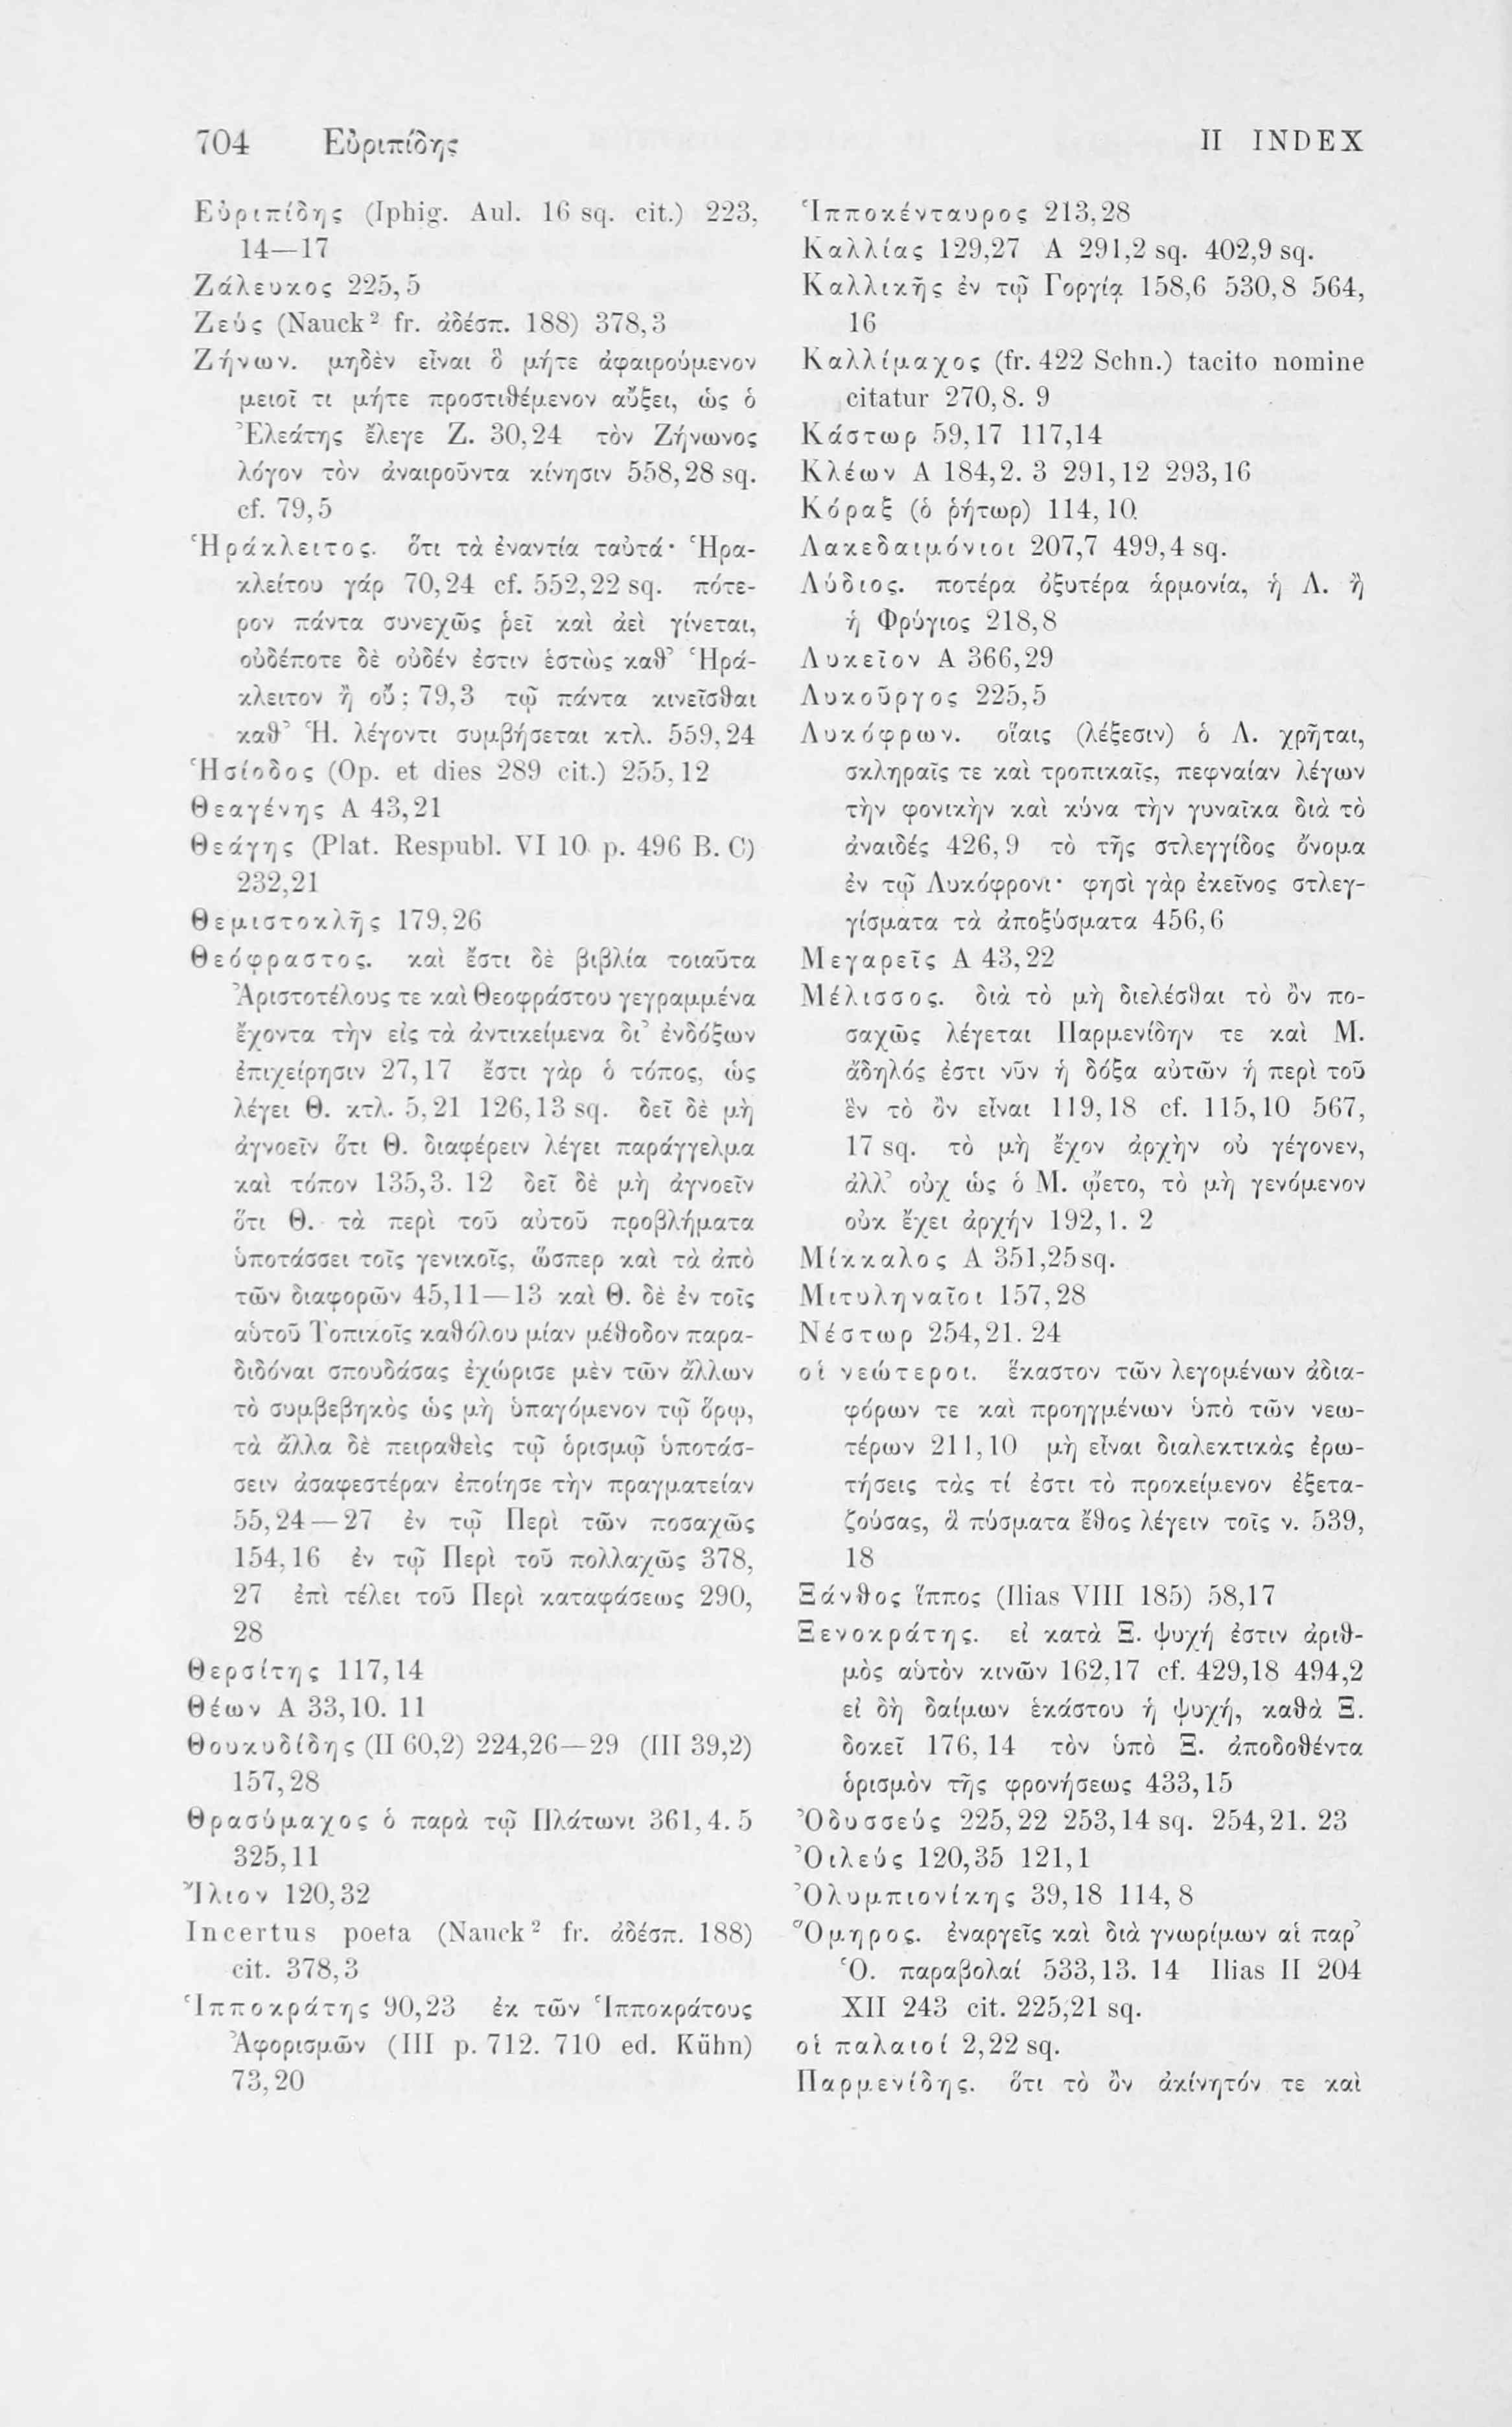 704 Εὐριπίδης
II INDEX
Εὐριπίδης (Iphig. Aul. 16 sq. cit.) 223,
14—17
Ζάλευκος 225,5
Ζεύς (Nauck² fr. ἀδέσπ. 188) 378,3
Ζήνων. μηδὲν εἶναι ὃ μήτε ἀφαιρούμενον
μειοῖ τι μήτε προστιθέμενον αὔξει, ὡς ὁ
Ἐλεάτης ἔλεγε Ζ. 30,24 τὸν Ζήνωνος
λόγον τὸν ἀναιροῦντα κίνησιν 558,28 sq.
cf. 79,5
Ἡράκλειτος. ὅτι τὰ ἐναντία ταὐτά· Ἡρα-
κλείτου γάρ 70,24 cf. 552,22 sq. πότε-
ρον πάντα συνεχῶς ῥεῖ καὶ ἀεὶ γίνεται,
οὐδέποτε δὲ οὐδέν ἐστιν ἑστὼς καθ’ Ἡρά-
κλειτον ἢ οὔ; 79,3 τῷ πάντα κινεῖσθαι
καθ’ Ἡ. λέγοντι συμβήσεται κτλ. 559,24
Ἡσίοδος (Op. et dies 289 cit.) 255,12
Θεαγένης A 43,21
Θεάγης (Plat. Respubl. VI 10 p. 496 B. C)
232,21
Θεμιστοκλῆς 179,26
Θεόφραστος. καὶ ἔστι δὲ βιβλία τοιαῦτα
Ἀριστοτέλους τε καὶ Θεοφράστου γεγραμμένα
ἔχοντα τὴν εἰς τὰ ἀντικείμενα δι’ ἐνδόξων
ἐπιχείρησιν 27,17 ἔστι γὰρ ὁ τόπος, ὡς
λέγει Θ. κτλ. 5,21 126,13 sq. δεῖ δὲ μὴ
ἀγνοεῖν ὅτι Θ. διαφέρειν λέγει παράγγελμα
καὶ τόπον 135,3. 12 δεῖ δὲ μὴ ἀγνοεῖν
ὅτι Θ. τὰ περὶ τοῦ αὐτοῦ προβλήματα
ὑποτάσσει τοῖς γενικοῖς, ὥσπερ καὶ τὰ ἀπὸ
τῶν διαφορῶν 45,11—13 καὶ Θ. δὲ ἐν τοῖς
αὑτοῦ Τοπικοῖς καθόλου μίαν μέθοδον παρα-
διδόναι σπουδάσας ἐχώρισε μὲν τῶν ἄλλων
τὸ συμβεβηκὸς ὡς μὴ ὑπαγόμενον τῷ ὅρῳ,
τὰ ἄλλα δὲ πειραθεὶς τῷ ὁρισμῷ ὑποτάσ-
σειν ἀσαφεστέραν ἐποίησε τὴν πραγματείαν
55,24—27 ἐν τῷ Περὶ τῶν ποσαχῶς
154,16 ἐν τῷ Περὶ τοῦ πολλαχῶς 378,
27 ἐπὶ τέλει τοῦ Περὶ καταφάσεως 290,
28
Θερσίτης 117,14
Θέων A 33,10. 11
Θουκυδίδης (II 60,2) 224,26—29 (III 39,2)
157,28
Θρασύμαχος ὁ παρὰ τῷ Πλάτωνι 361,4. 5
325,11
Ἴλιον 120,32
Incertus poeta (Nauck² fr. ἀδέσπ. 188)
cit. 378,3
Ἱπποκράτης 90,23 ἐκ τῶν Ἱπποκράτους
Ἀφορισμῶν (III p. 712. 710 ed. Kühn)
73,20
Ἱπποκένταυρος 213,28
Καλλίας 129,27 A 291,2 sq. 402,9 sq.
Καλλικῆς ἐν τῷ Γοργίᾳ 158,6 530,8 564,
16
Καλλίμαχος (fr. 422 Schn.) tacito nomine
citatur 270,8. 9
Κάστωρ 59,17 117,14
Κλέων A 184,2. 3 291,12 293,16
Κόραξ (ὁ ῥήτωρ) 114,10
Λακεδαιμόνιοι 207,7 499,4 sq.
Λύδιος. ποτέρα ὀξυτέρα ἁρμονία, ἡ Λ. ἢ
ἡ Φρύγιος 218,8
Λυκεῖον A 366,29
Λυκοῦργος 225,5
Λυκόφρων. οἵαις (λέξεσιν) ὁ Λ. χρῆται,
σκληραῖς τε καὶ τροπικαῖς, πεφναίαν λέγων
τὴν φονικὴν καὶ κύνα τὴν γυναῖκα διὰ τὸ
ἀναιδές 426,9 τὸ τῆς στλεγγίδος ὄνομα
ἐν τῷ Λυκόφρονι· φησὶ γὰρ ἐκεῖνος στλεγ-
γίσματα τὰ ἀποξύσματα 456,6
Μεγαρεῖς A 43,22
Μέλισσος. διὰ τὸ μὴ διελέσθαι τὸ ὂν πο-
σαχῶς λέγεται Παρμενίδην τε καὶ Μ.
ἄδηλός ἐστι νῦν ἡ δόξα αὐτῶν ἡ περὶ τοῦ
ἓν τὸ ὂν εἶναι 119,18 cf. 115,10 567,
17 sq. τὸ μὴ ἔχον ἀρχὴν οὐ γέγονεν,
ἀλλ’ οὐχ ὡς ὁ Μ. ᾤετο, τὸ μὴ γενόμενον
οὐκ ἔχει ἀρχήν 192,1. 2
Μίκκαλος A 351,25 sq.
Μιτυληναῖοι 157,28
Νέστωρ 254,21. 24
οἱ νεώτεροι. ἕκαστον τῶν λεγομένων ἀδια-
φόρων τε καὶ προηγμένων ὑπὸ τῶν νεω-
τέρων 211,10 μὴ εἶναι διαλεκτικὰς ἐρω-
τήσεις τὰς τί ἐστι τὸ προκείμενον ἐξετα-
ζούσας, ἃ πύσματα ἔθος λέγειν τοῖς ν. 539,
18
Ξάνθος ἵππος (Ilias VIII 185) 58,17
Ξενοκράτης. εἰ κατὰ Ξ. ψυχή ἐστιν ἀριθ-
μὸς αὑτὸν κινῶν 162,17 cf. 429,18 494,2
εἰ δὴ δαίμων ἑκάστου ἡ ψυχή, καθὰ Ξ.
δοκεῖ 176,14 τὸν ὑπὸ Ξ. ἀποδοθέντα
ὁρισμὸν τῆς φρονήσεως 433,15
Ὀδυσσεύς 225,22 253,14 sq. 254,21. 23
Ὀιλεύς 120,35 121,1
Ὀλυμπιονίκης 39,18 114,8
Ὅμηρος. ἐναργεῖς καὶ διὰ γνωρίμων αἱ παρ’
Ὁ. παραβολαί 533,13. 14 Ilias II 204
XII 243 cit. 225,21 sq.
οἱ παλαιοί 2,22 sq.
Παρμενίδης. ὅτι τὸ ὂν ἀκίνητόν τε καὶ